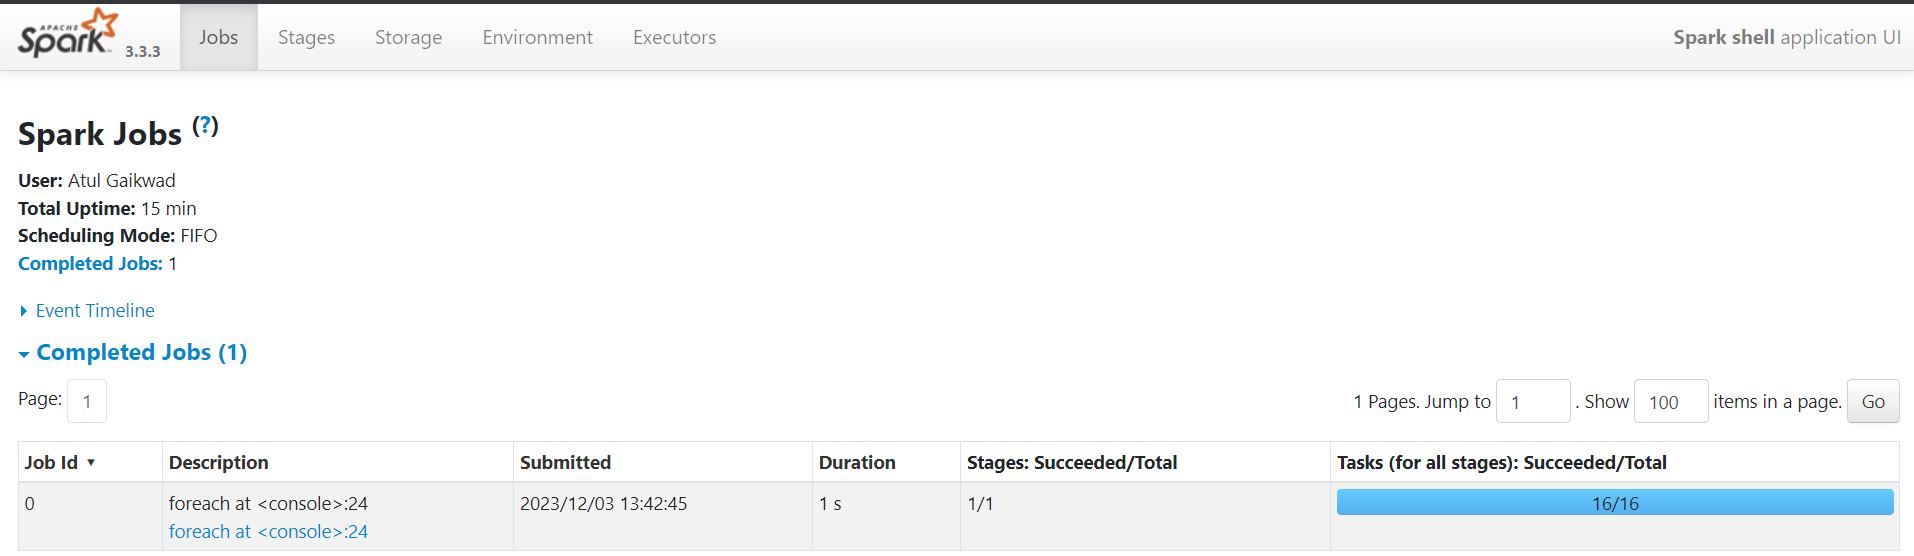 APACHE
Spark 3.3.3 Jobs Stages Storage Environment Executors Spark shell application UI
Spark Jobs (?)
User: Atul Gaikwad
Total Uptime: 15 min
Scheduling Mode: FIFO
Completed Jobs: 1
Event Timeline
Completed Jobs (1)
Page: 1 1 Pages. Jump to 1 . Show 100 items in a page. Go
Job Id Description Submitted Duration Stages: Succeeded/Total Tasks (for all stages): Succeeded/Total
0 foreach at <console>:24 2023/12/03 13:42:45 1 s 1/1 16/16
foreach at <console>:24